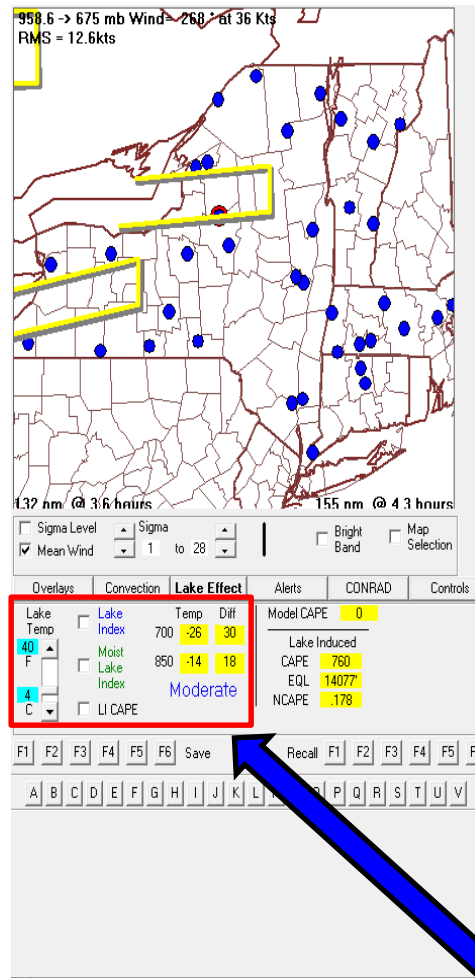 958.6 -> 675 mb Wind= 268 ° at 36 Kts
RMS = 12.6kts
132 nm @ 3.6 hours 155 nm @ 4.3 hours
Sigma Level Sigma Bright Band Map Selection
Mean Wind 1 to 28
Overlays Convection Lake Effect Alerts CONRAD Controls
Lake Temp Lake Index Temp Diff Model CAPE 0
40 F 700 -26 30
Moist Lake Index 850 -14 18 Lake Induced
CAPE 760
4 C Moderate EQL 14077'
LI CAPE NCAPE .178
F1 F2 F3 F4 F5 F6 Save Recall F1 F2 F3 F4 F5
A B C D E F G H I J K L O P Q R S T U V